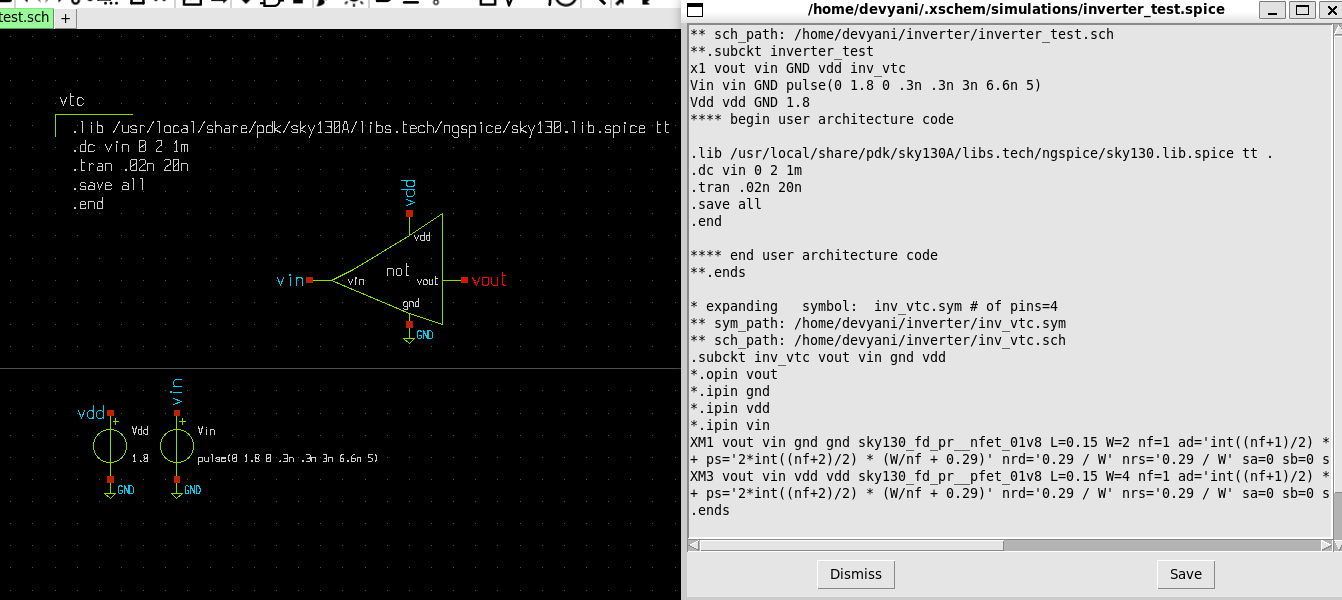 test.sch +
vtc
.lib /usr/local/share/pdk/sky130A/libs.tech/ngspice/sky130.lib.spice tt
.dc vin 0 2 1m
.tran .02n 20n
.save all
.end
vdd
vdd
not
vin
vin
vout
vout
gnd
GND
vin
vdd
+
+
Vdd
Vin
1.8
pulse(0 1.8 0 .3n .3n 3n 6.6n 5)
GND
GND
/home/devyani/.xschem/simulations/inverter_test.spice
** sch_path: /home/devyani/inverter/inverter_test.sch
**.subckt inverter_test
x1 vout vin GND vdd inv_vtc
Vin vin GND pulse(0 1.8 0 .3n .3n 3n 6.6n 5)
Vdd vdd GND 1.8
**** begin user architecture code
.lib /usr/local/share/pdk/sky130A/libs.tech/ngspice/sky130.lib.spice tt .
.dc vin 0 2 1m
.tran .02n 20n
.save all
.end
**** end user architecture code
**.ends
* expanding   symbol:  inv_vtc.sym # of pins=4
** sym_path: /home/devyani/inverter/inv_vtc.sym
** sch_path: /home/devyani/inverter/inv_vtc.sch
.subckt inv_vtc vout vin gnd vdd
*.opin vout
*.ipin gnd
*.ipin vdd
*.ipin vin
XM1 vout vin gnd gnd sky130_fd_pr__nfet_01v8 L=0.15 W=2 nf=1 ad='int((nf+1)/2) *
+ ps='2*int((nf+2)/2) * (W/nf + 0.29)' nrd='0.29 / W' nrs='0.29 / W' sa=0 sb=0 s
XM3 vout vin vdd vdd sky130_fd_pr__pfet_01v8 L=0.15 W=4 nf=1 ad='int((nf+1)/2) *
+ ps='2*int((nf+2)/2) * (W/nf + 0.29)' nrd='0.29 / W' nrs='0.29 / W' sa=0 sb=0 s
.ends
Dismiss
Save